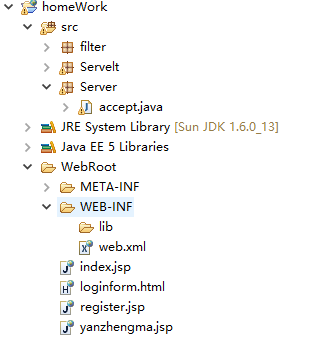 homeWork
src
filter
Servelt
Server
accept.java
JRE System Library [Sun JDK 1.6.0_13]
Java EE 5 Libraries
WebRoot
META-INF
WEB-INF
lib
web.xml
index.jsp
loginform.html
register.jsp
yanzhengma.jsp